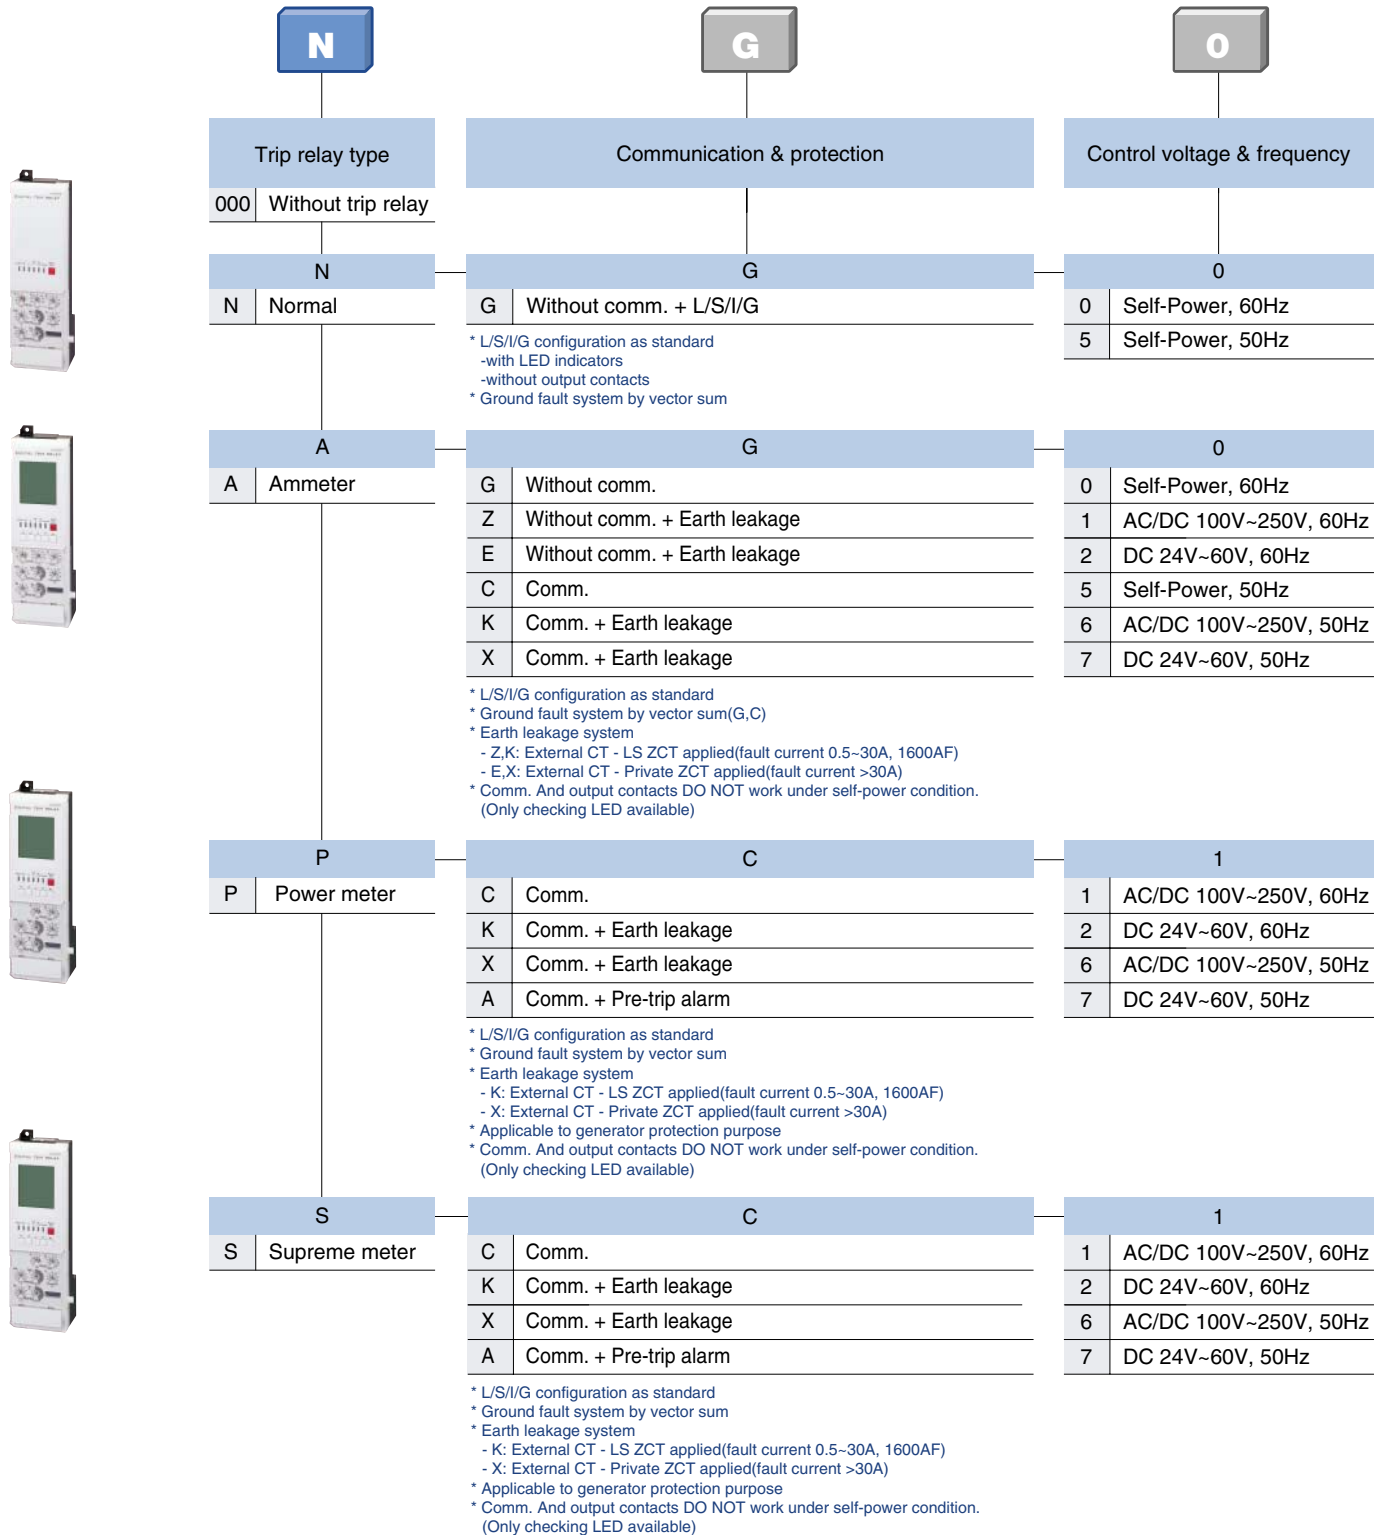 N G 0
Trip relay type Communication & protection Control voltage & frequency
000 Without trip relay
N G 0
N Normal G Without comm. + L/S/I/G 0 Self-Power, 60Hz
5 Self-Power, 50Hz
* L/S/I/G configuration as standard
-with LED indicators
-without output contacts
* Ground fault system by vector sum
A G 0
A Ammeter G Without comm. 0 Self-Power, 60Hz
Z Without comm. + Earth leakage 1 AC/DC 100V~250V, 60Hz
E Without comm. + Earth leakage 2 DC 24V~60V, 60Hz
C Comm. 5 Self-Power, 50Hz
K Comm. + Earth leakage 6 AC/DC 100V~250V, 50Hz
X Comm. + Earth leakage 7 DC 24V~60V, 50Hz
* L/S/I/G configuration as standard
* Ground fault system by vector sum(G,C)
* Earth leakage system
- Z,K: External CT - LS ZCT applied(fault current 0.5~30A, 1600AF)
- E,X: External CT - Private ZCT applied(fault current >30A)
* Comm. And output contacts DO NOT work under self-power condition.
(Only checking LED available)
P C 1
P Power meter C Comm. 1 AC/DC 100V~250V, 60Hz
K Comm. + Earth leakage 2 DC 24V~60V, 60Hz
X Comm. + Earth leakage 6 AC/DC 100V~250V, 50Hz
A Comm. + Pre-trip alarm 7 DC 24V~60V, 50Hz
* L/S/I/G configuration as standard
* Ground fault system by vector sum
* Earth leakage system
- K: External CT - LS ZCT applied(fault current 0.5~30A, 1600AF)
- X: External CT - Private ZCT applied(fault current >30A)
* Applicable to generator protection purpose
* Comm. And output contacts DO NOT work under self-power condition.
(Only checking LED available)
S C 1
S Supreme meter C Comm. 1 AC/DC 100V~250V, 60Hz
K Comm. + Earth leakage 2 DC 24V~60V, 60Hz
X Comm. + Earth leakage 6 AC/DC 100V~250V, 50Hz
A Comm. + Pre-trip alarm 7 DC 24V~60V, 50Hz
* L/S/I/G configuration as standard
* Ground fault system by vector sum
* Earth leakage system
- K: External CT - LS ZCT applied(fault current 0.5~30A, 1600AF)
- X: External CT - Private ZCT applied(fault current >30A)
* Applicable to generator protection purpose
* Comm. And output contacts DO NOT work under self-power condition.
(Only checking LED available)